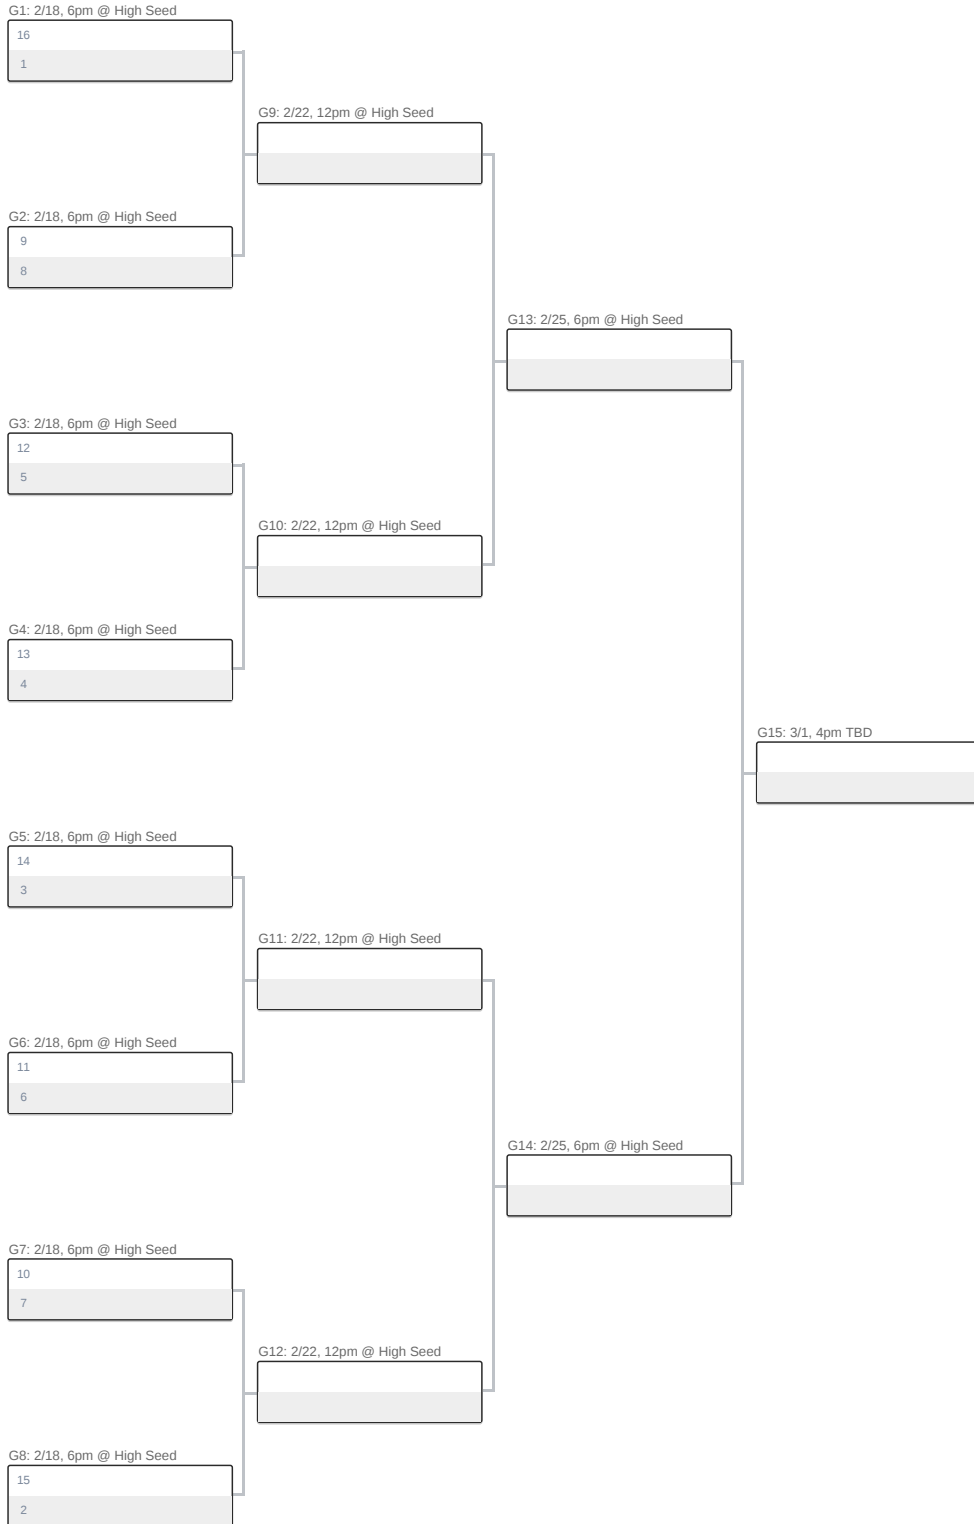 G1: 2/18, 6pm @ High Seed
16
1
G9: 2/22, 12pm @ High Seed
G2: 2/18, 6pm @ High Seed
9
8
G13: 2/25, 6pm @ High Seed
G3: 2/18, 6pm @ High Seed
12
5
G10: 2/22, 12pm @ High Seed
G4: 2/18, 6pm @ High Seed
13
4
G15: 3/1, 4pm TBD
G5: 2/18, 6pm @ High Seed
14
3
G11: 2/22, 12pm @ High Seed
G6: 2/18, 6pm @ High Seed
11
6
G14: 2/25, 6pm @ High Seed
G7: 2/18, 6pm @ High Seed
10
7
G12: 2/22, 12pm @ High Seed
G8: 2/18, 6pm @ High Seed
15
2